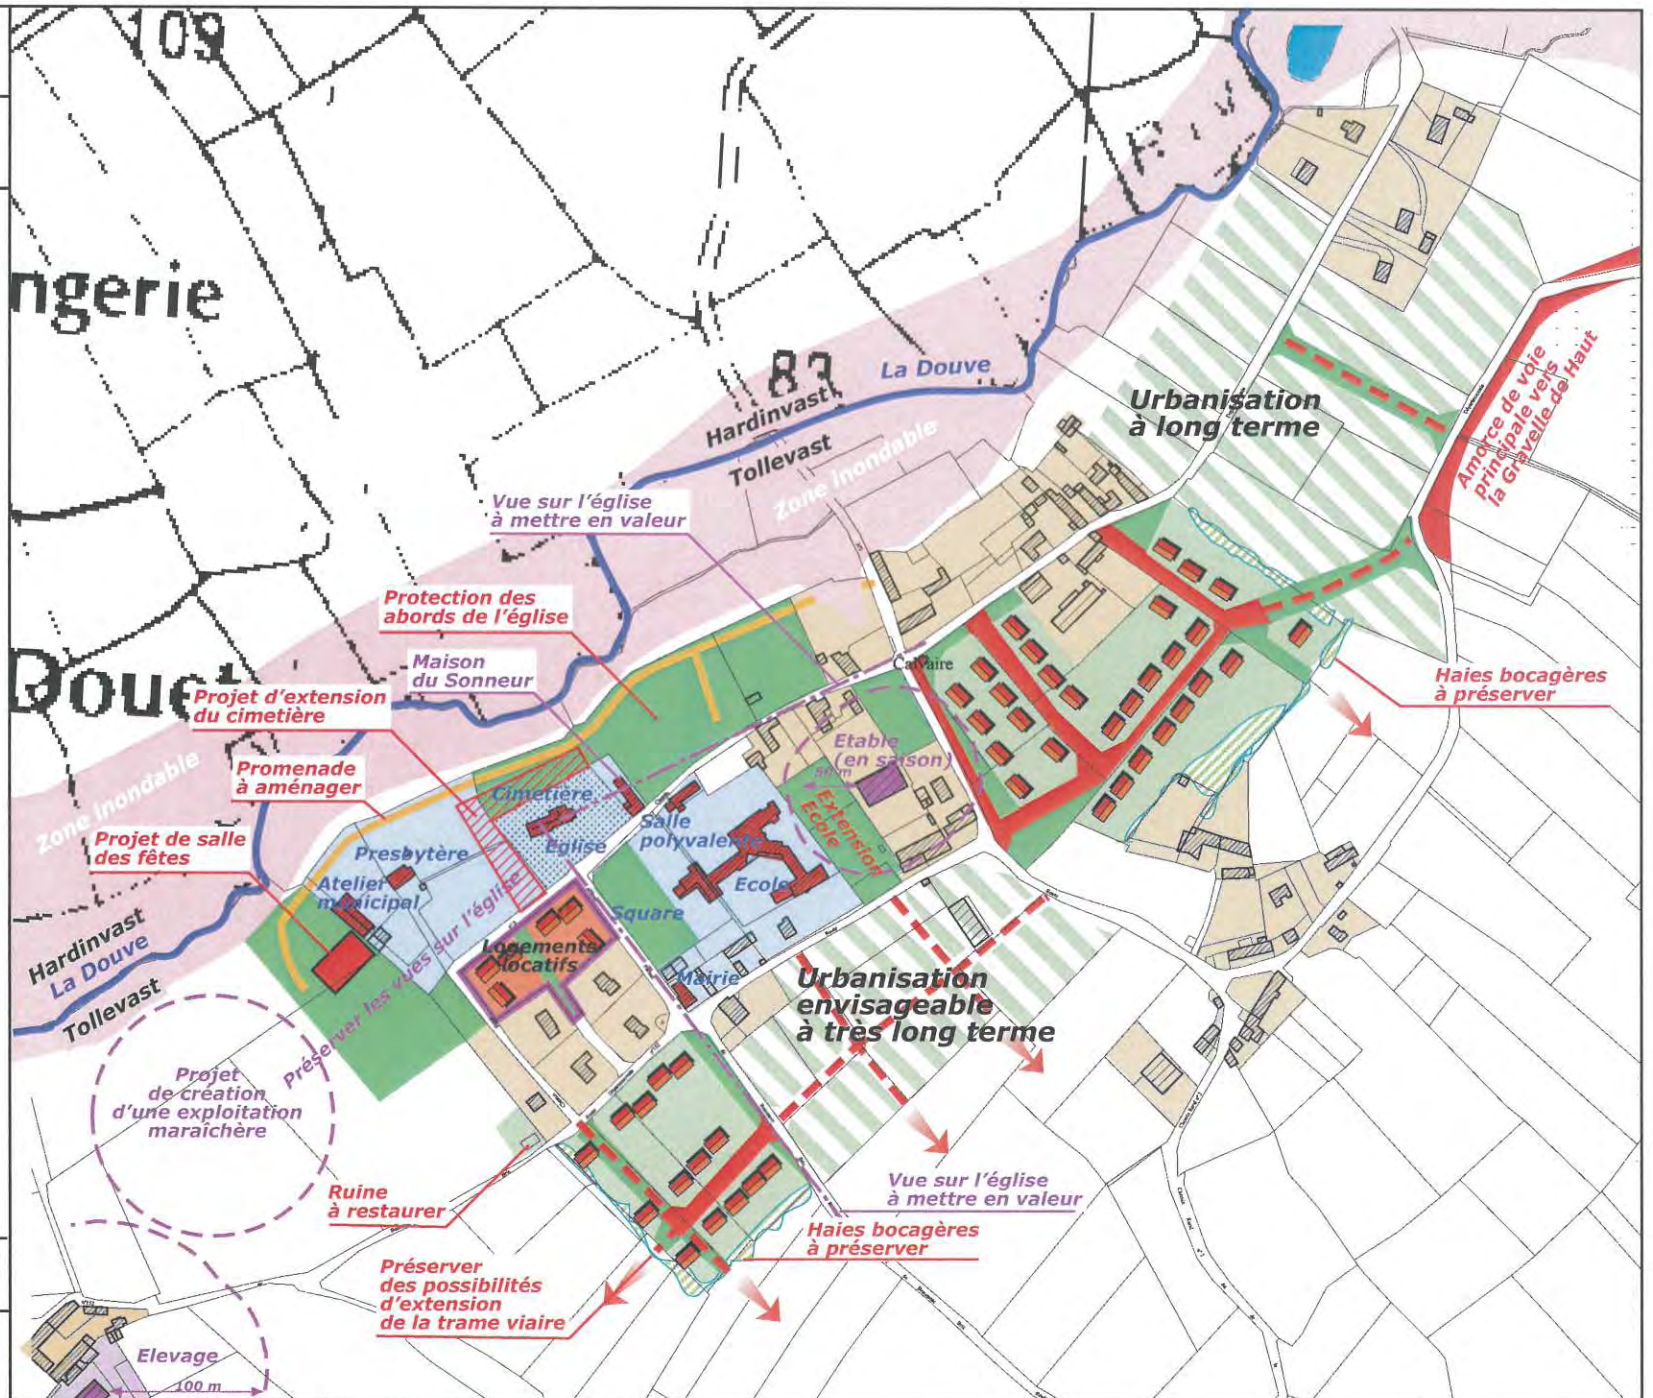 109
ngerie
83
La Douve
Hardinvast
Tollevast
Zone inondable
Urbanisation
à long terme
Amorce de voie
principale vers
la Gravelle de Haut
Vue sur l'église
à mettre en valeur
Protection des
abords de l'église
Maison
du Sonneur
Calvaire
Douet
Projet d'extension
du cimetière
Haies bocagères
à préserver
Etable
(en saison)
50 m
Promenade
à aménager
Zone inondable
Cimetière
Extension
Ecole
Projet de salle
des fêtes
Presbytère
Eglise
Salle
polyvalente
Ecole
Atelier
municipal
Square
Hardinvast
La Douve
Tollevast
Préserver les vues sur l'église
Logements
locatifs
Mairie
Urbanisation
envisageable
à très long terme
Projet
de création
d'une exploitation
maraîchère
Ruine
à restaurer
Vue sur l'église
à mettre en valeur
Haies bocagères
à préserver
Préserver
des possibilités
d'extension
de la trame viaire
Elevage
100 m